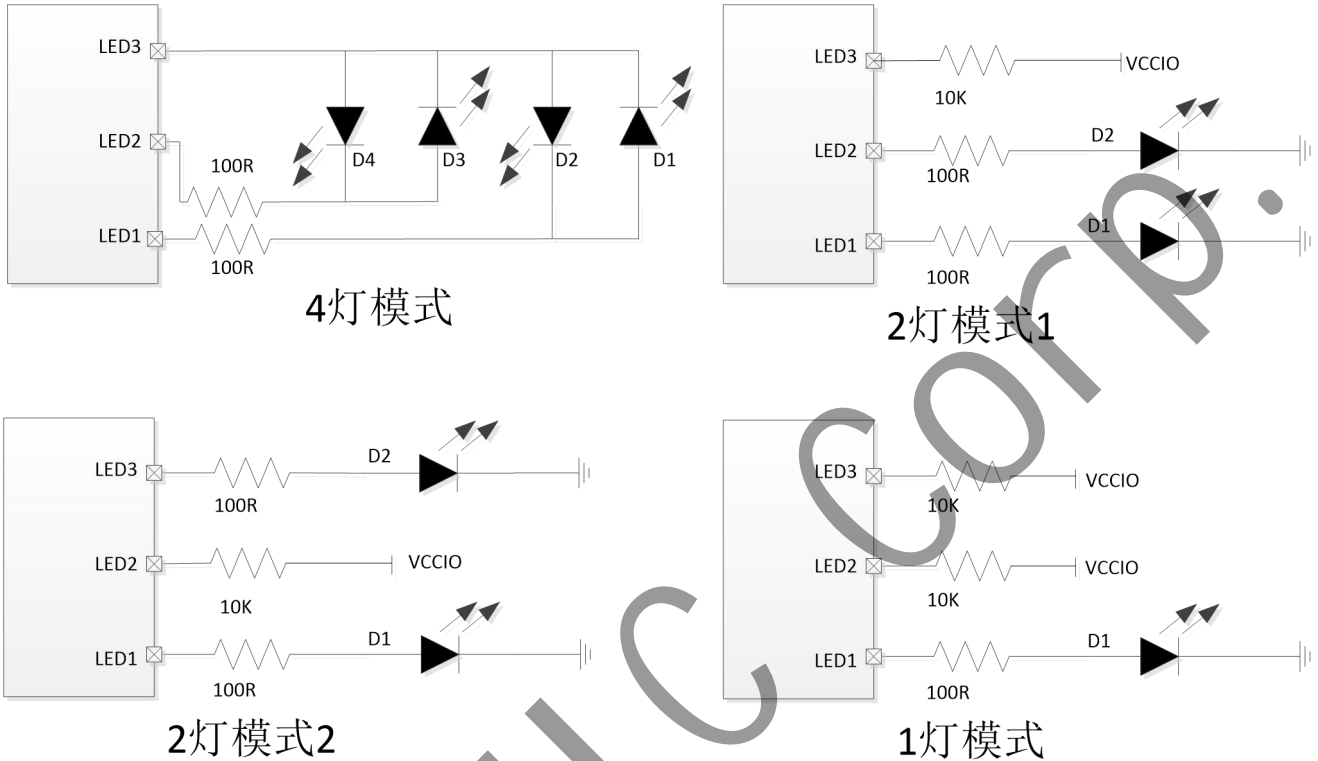 LED3
LED2
LED1
100R
100R
D4
D3
D2
D1
4灯模式
LED3
10K
VCCIO
LED2
100R
D2
LED1
100R
D1
2灯模式1
LED3
100R
D2
LED2
10K
VCCIO
LED1
100R
D1
2灯模式2
LED3
10K
VCCIO
LED2
10K
VCCIO
LED1
100R
D1
1灯模式
Corp.